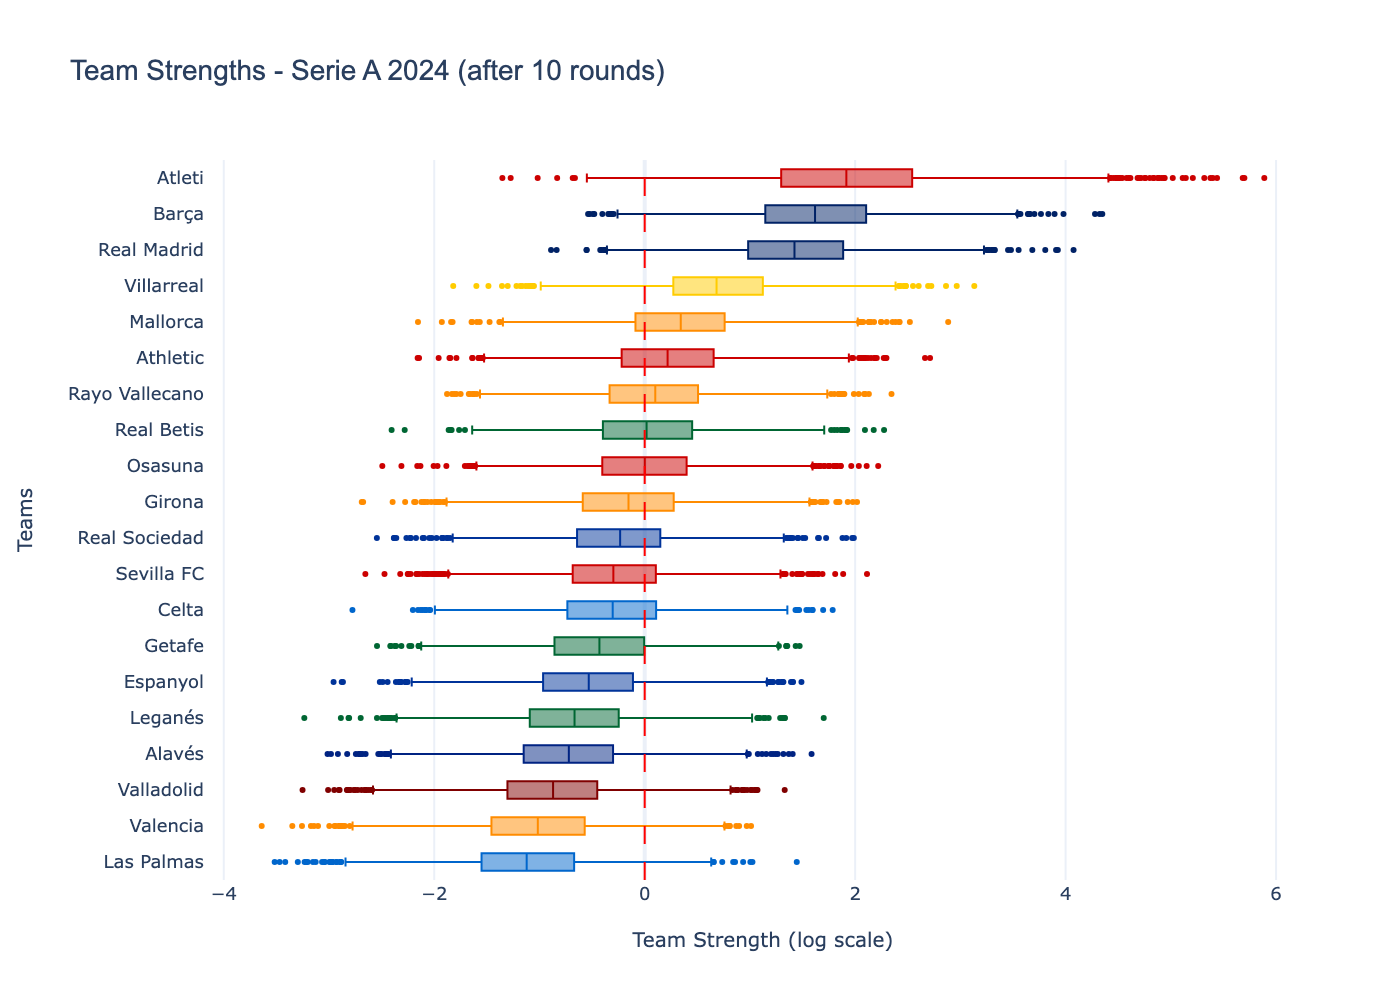 Team Strengths - Serie A 2024 (after 10 rounds)
Teams
Atleti
Barça
Real Madrid
Villarreal
Mallorca
Athletic
Rayo Vallecano
Real Betis
Osasuna
Girona
Real Sociedad
Sevilla FC
Celta
Getafe
Espanyol
Leganés
Alavés
Valladolid
Valencia
Las Palmas
−4 −2 0 2 4 6
Team Strength (log scale)